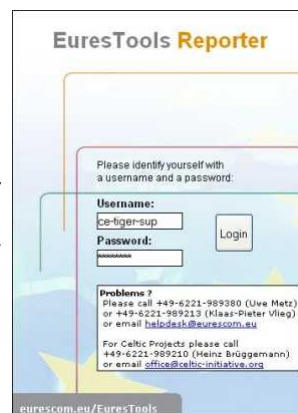 EuresTools Reporter
Please identify yourself with
a username and a password:
Username:
ce-tiger-sup
Login
Password:
********
Problems ?
Please call +49-6221-989380 (Uve Metz)
or +49-6221-989213 (Klaas-Pieter Vlieg)
or email helpdesk@eurescom.eu
For Celtic Projects please call
+49-6221-989210 (Heinz Brüggemann)
or email office@celtic-initiative.org
eurescom.eu/EuresTools